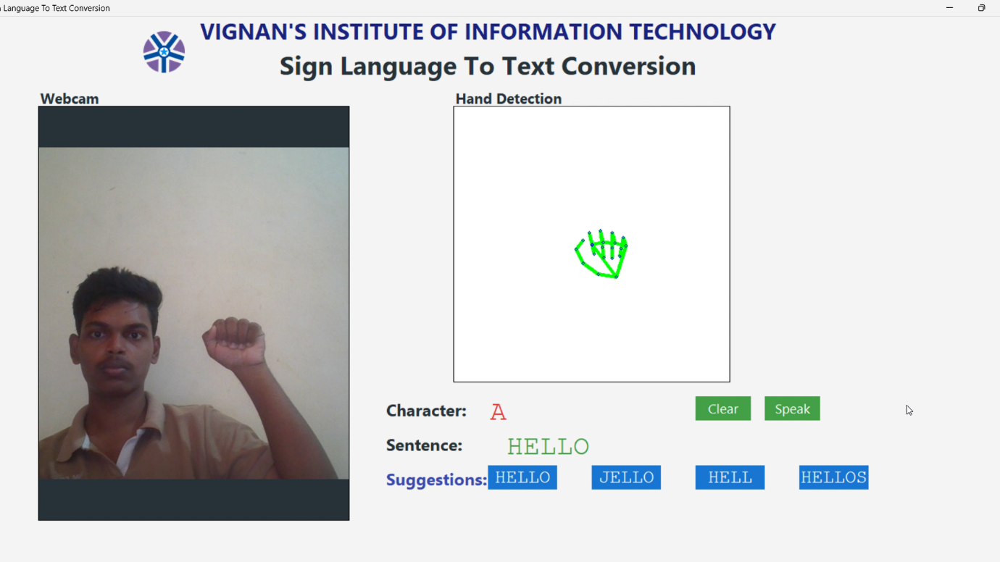 Language To Text Conversion
VIGNAN'S INSTITUTE OF INFORMATION TECHNOLOGY
Sign Language To Text Conversion
Webcam
Hand Detection
Character: A
Clear Speak
Sentence: HELLO
Suggestions: HELLO JELLO HELL HELLOS